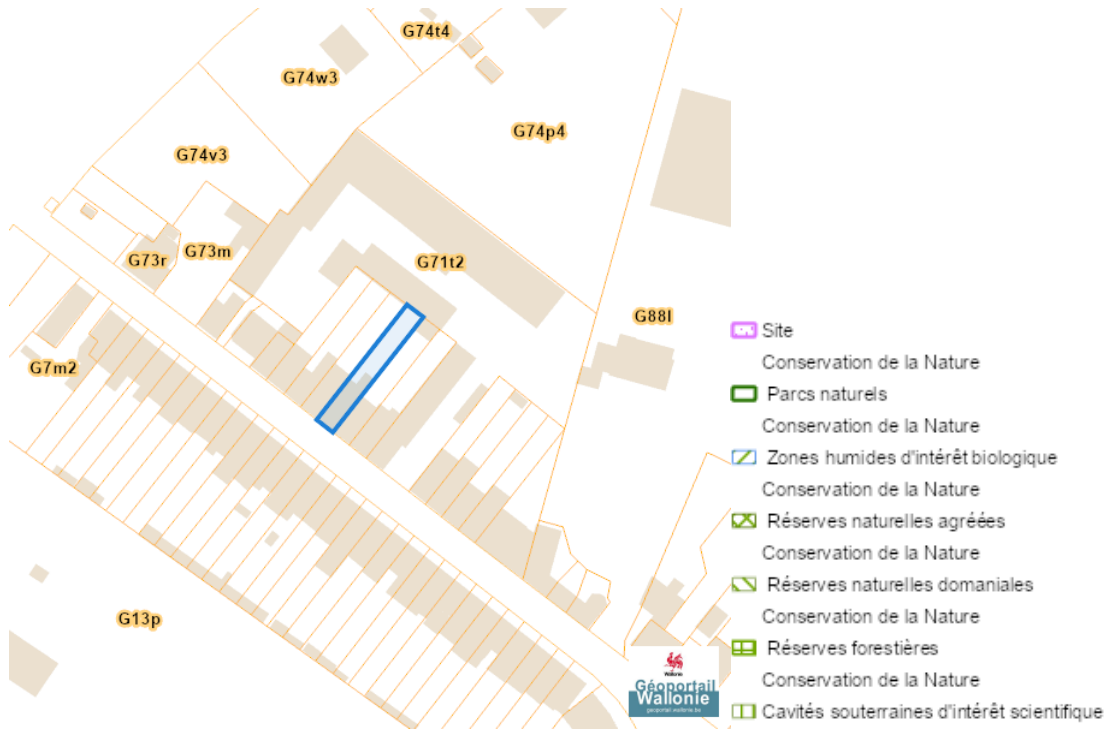 G74t4
G74w3
G74p4
G74v3
G73m
G73r
G71t2
G88l
G7m2
G13p
Wallonie
Géoportail
Wallonie
geoportail.wallonie.be
Site
Conservation de la Nature
Parcs naturels
Conservation de la Nature
Zones humides d'intérêt biologique
Conservation de la Nature
Réserves naturelles agréées
Conservation de la Nature
Réserves naturelles domaniales
Conservation de la Nature
Réserves forestières
Conservation de la Nature
Cavités souterraines d'intérêt scientifique